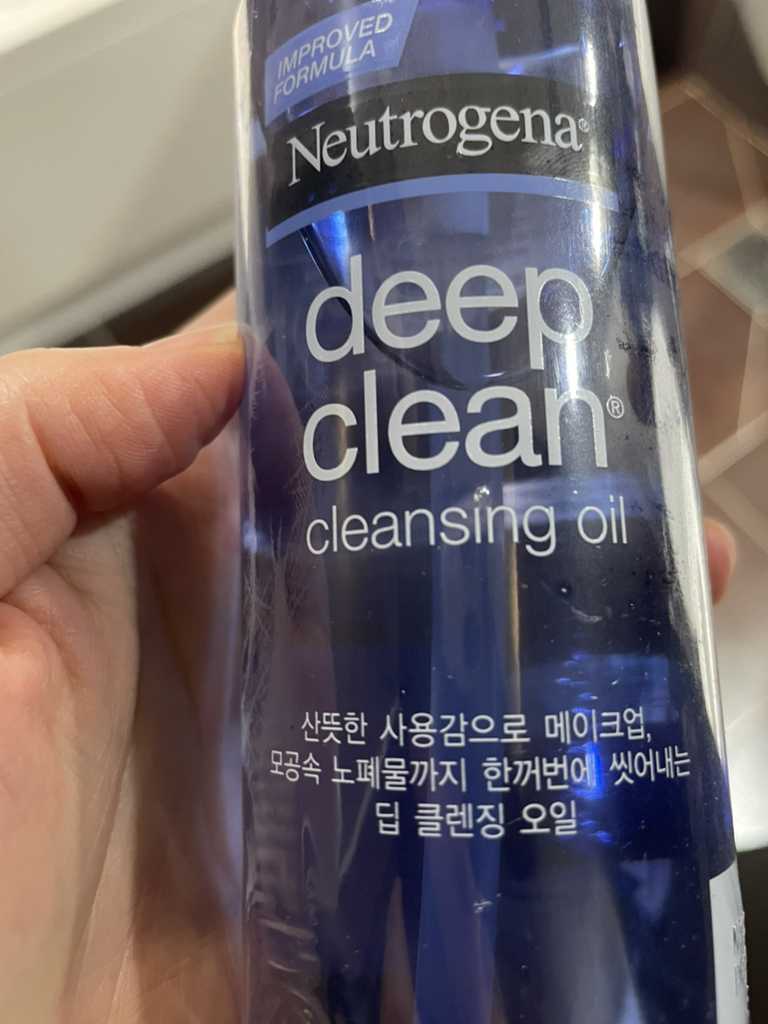 IMPROVED
FORMULA
Neutrogena®
deep
clean®
cleansing oil
산뜻한 사용감으로 메이크업,
모공속 노폐물까지 한꺼번에 씻어내는
딥 클렌징 오일